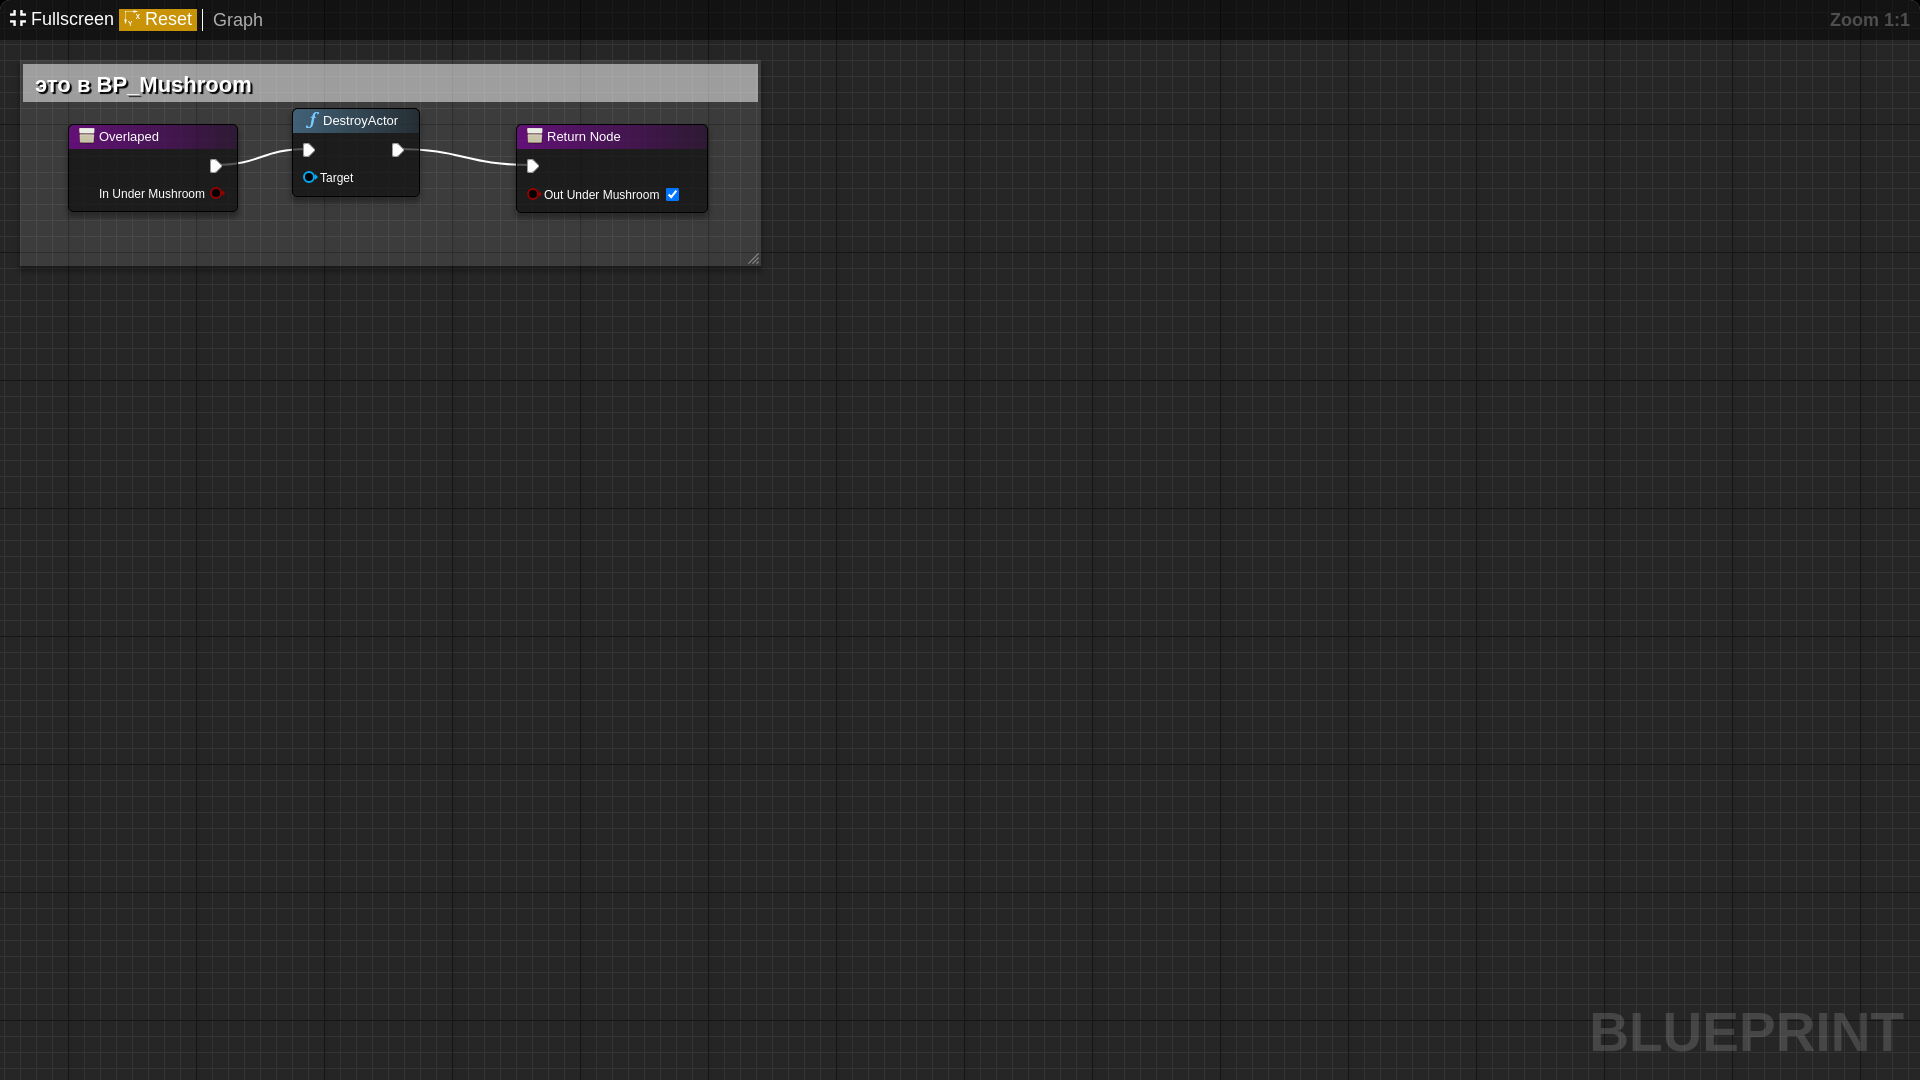 Fullscreen Reset Graph Zoom 1:1
это в BP_Mushroom
DestroyActor
Overlaped
Return Node
Target
In Under Mushroom
Out Under Mushroom
BLUEPRINT